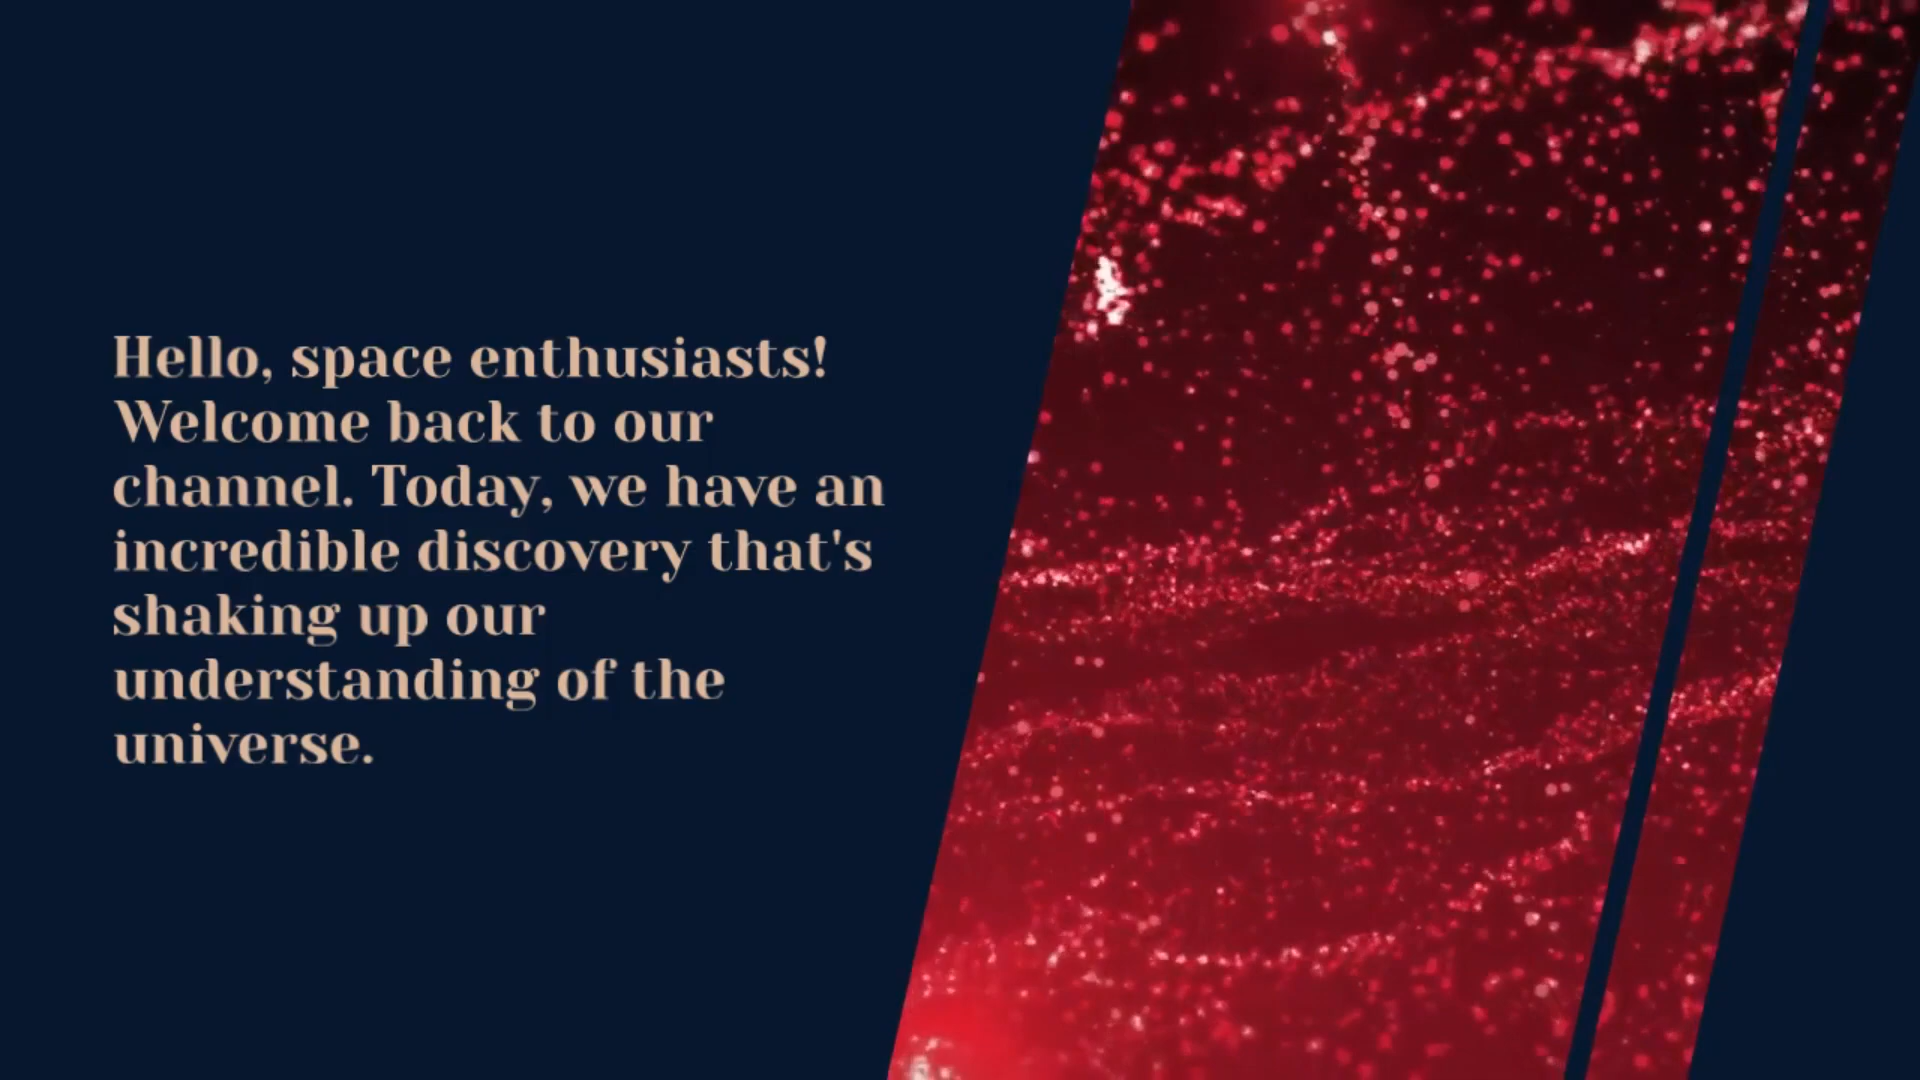 Hello, space enthusiasts!
Welcome back to our
channel. Today, we have an
incredible discovery that's
shaking up our
understanding of the
universe.